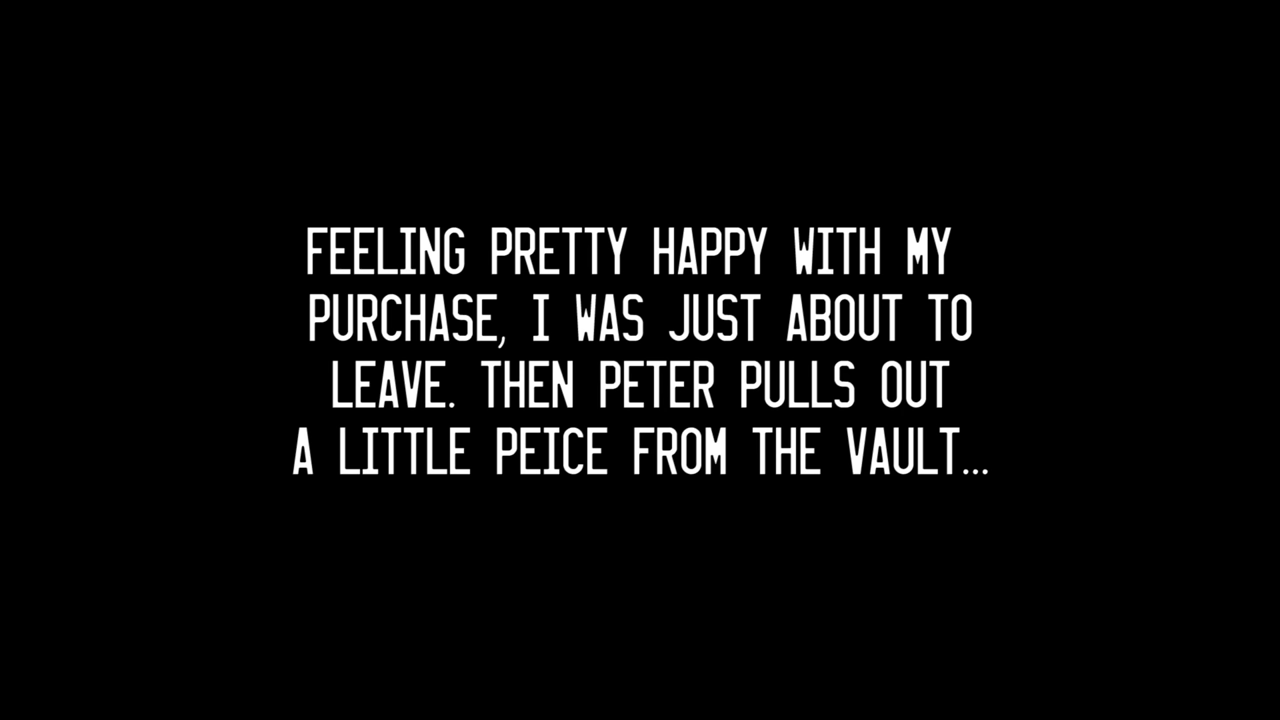 FEELING PRETTY HAPPY WITH MY
PURCHASE, I WAS JUST ABOUT TO
LEAVE. THEN PETER PULLS OUT
A LITTLE PEICE FROM THE VAULT...